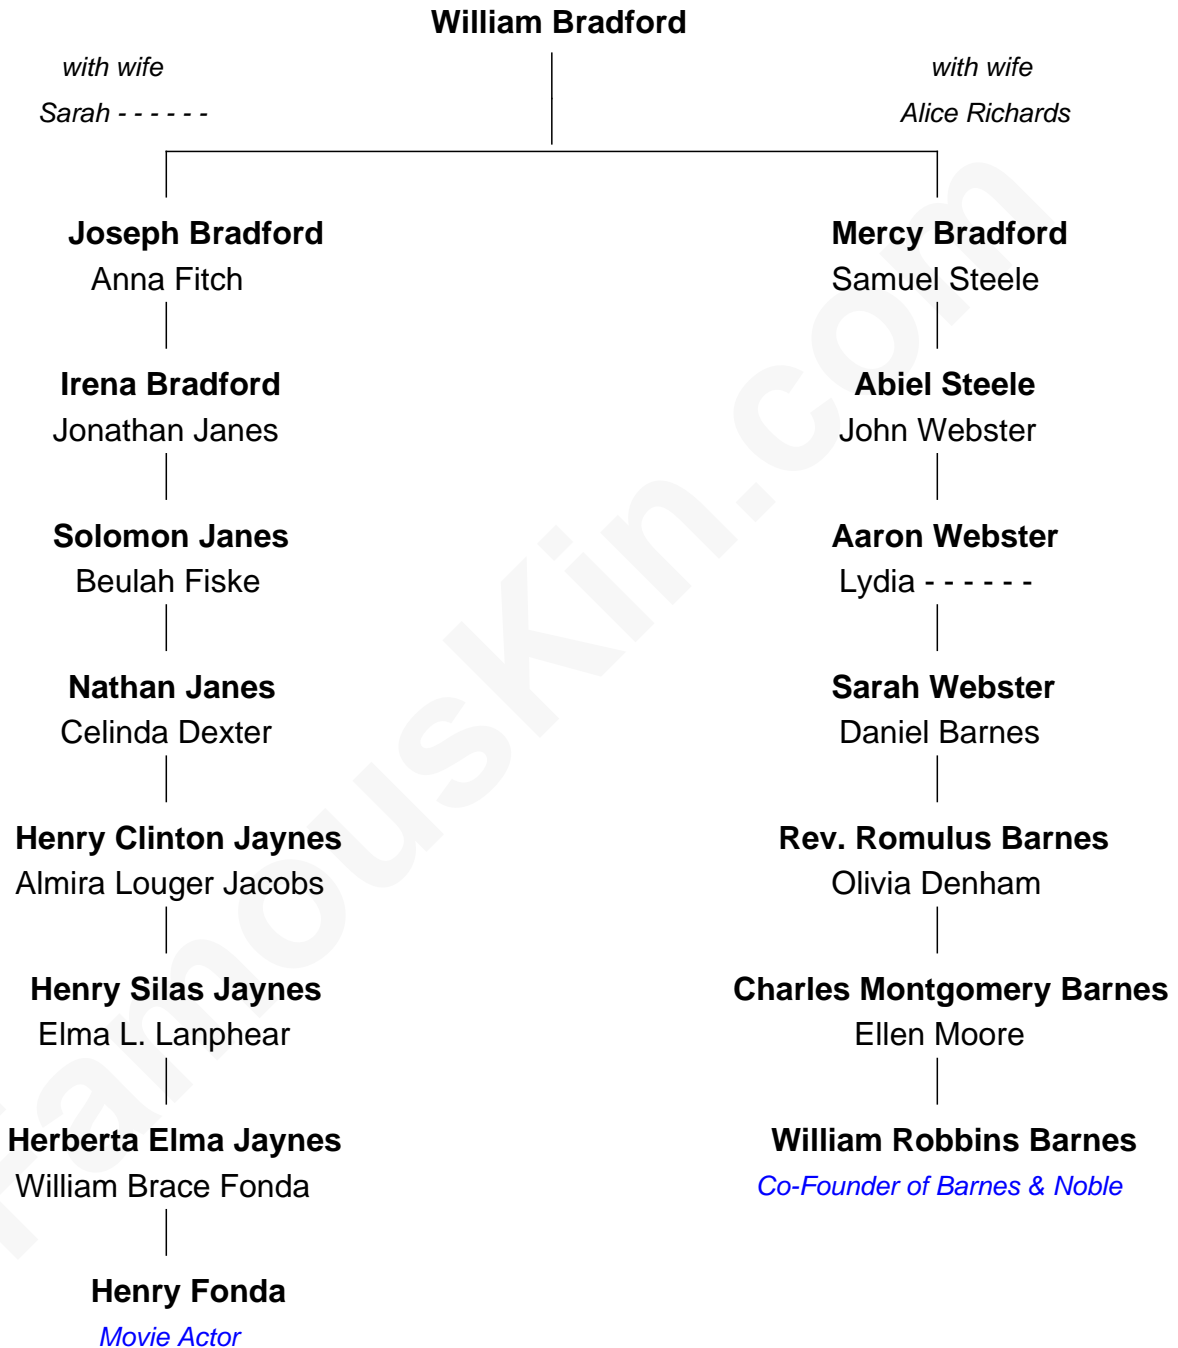 William Bradford
with wife
Sarah - - - - - -
with wife
Alice Richards
Joseph Bradford
Anna Fitch
Mercy Bradford
Samuel Steele
Irena Bradford
Jonathan Janes
Abiel Steele
John Webster
Solomon Janes
Beulah Fiske
Aaron Webster
Lydia - - - - - -
Nathan Janes
Celinda Dexter
Sarah Webster
Daniel Barnes
Henry Clinton Jaynes
Almira Louger Jacobs
Rev. Romulus Barnes
Olivia Denham
Henry Silas Jaynes
Elma L. Lanphear
Charles Montgomery Barnes
Ellen Moore
Herberta Elma Jaynes
William Brace Fonda
William Robbins Barnes
Co-Founder of Barnes & Noble
Henry Fonda
Movie Actor
FamousKin.com